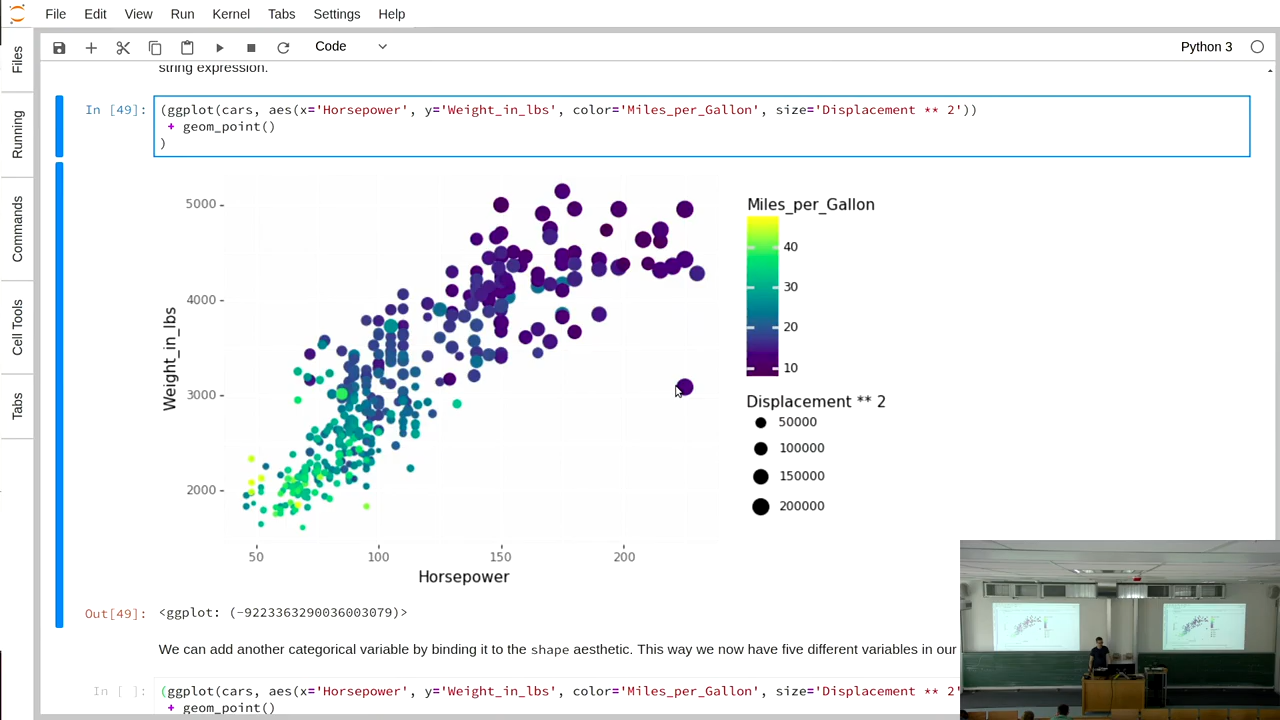 File Edit View Run Kernel Tabs Settings Help
Code
Python 3
Files
Running
Commands
Cell Tools
Tabs
string expression.
In [49]:
(ggplot(cars, aes(x='Horsepower', y='Weight_in_lbs', color='Miles_per_Gallon', size='Displacement ** 2'))
+ geom_point()
)
Weight_in_lbs
5000
4000
3000
2000
50 100 150 200
Horsepower
Miles_per_Gallon
40
30
20
10
Displacement ** 2
50000
100000
150000
200000
Out[49]: <ggplot: (-9223363290036003079)>
We can add another categorical variable by binding it to the shape aesthetic. This way we now have five different variables in our
In [ ]:
(ggplot(cars, aes(x='Horsepower', y='Weight_in_lbs', color='Miles_per_Gallon', size='Displacement ** 2'
+ geom_point()